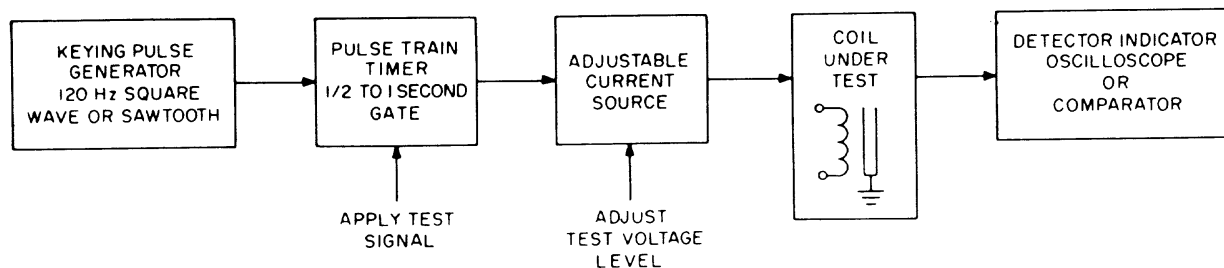 KEYING PULSE
GENERATOR
120 Hz SQUARE
WAVE OR SAWTOOTH
PULSE TRAIN
TIMER
1/2 TO 1 SECOND
GATE
ADJUSTABLE
CURRENT
SOURCE
COIL
UNDER
TEST
DETECTOR INDICATOR
OSCILLOSCOPE
OR
COMPARATOR
APPLY TEST
SIGNAL
ADJUST
TEST VOLTAGE
LEVEL